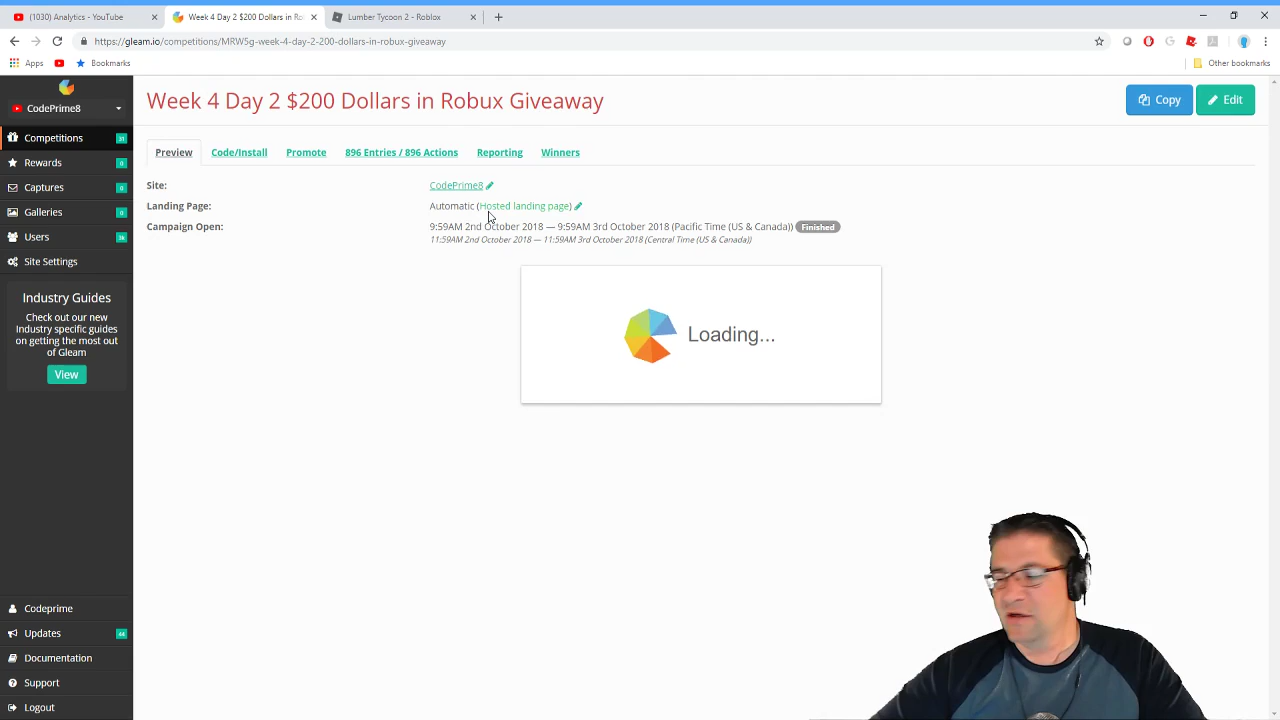 (1030) Analytics - YouTube
Week 4 Day 2 $200 Dollars in Ro
Lumber Tycoon 2 - Roblox
https://gleam.io/competitions/MRW5g-week-4-day-2-200-dollars-in-robux-giveaway
Apps
Bookmarks
Other bookmarks
CodePrime8
Week 4 Day 2 $200 Dollars in Robux Giveaway
Copy
Edit
Competitions 31
Rewards 0
Captures 0
Galleries 0
Users 36
Site Settings
Industry Guides
Check out our new
Industry specific guides
on getting the most out
of Gleam
View
Preview
Code/Install
Promote
896 Entries / 896 Actions
Reporting
Winners
Site: CodePrime8
Landing Page: Automatic (Hosted landing page)
Campaign Open: 9:59AM 2nd October 2018 — 9:59AM 3rd October 2018 (Pacific Time (US & Canada)) Finished
11:59AM 2nd October 2018 — 11:59AM 3rd October 2018 (Central Time (US & Canada))
Loading...
Codeprime
Updates 44
Documentation
Support
Logout